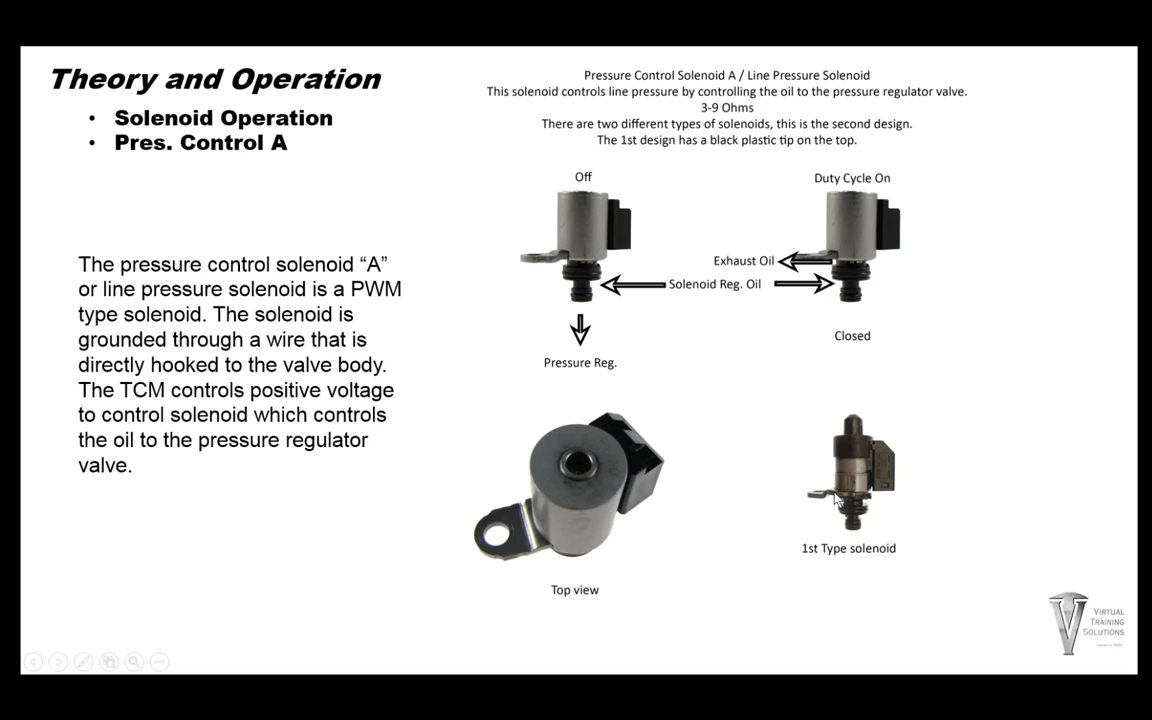 Theory and Operation
• Solenoid Operation
• Pres. Control A
The pressure control solenoid “A”
or line pressure solenoid is a PWM
type solenoid. The solenoid is
grounded through a wire that is
directly hooked to the valve body.
The TCM controls positive voltage
to control solenoid which controls
the oil to the pressure regulator
valve.
Pressure Control Solenoid A / Line Pressure Solenoid
This solenoid controls line pressure by controlling the oil to the pressure regulator valve.
3-9 Ohms
There are two different types of solenoids, this is the second design.
The 1st design has a black plastic tip on the top.
Off
Duty Cycle On
Exhaust Oil
Solenoid Reg. Oil
Closed
Pressure Reg.
Top view
1st Type solenoid
V
VIRTUAL
TRAINING
SOLUTIONS